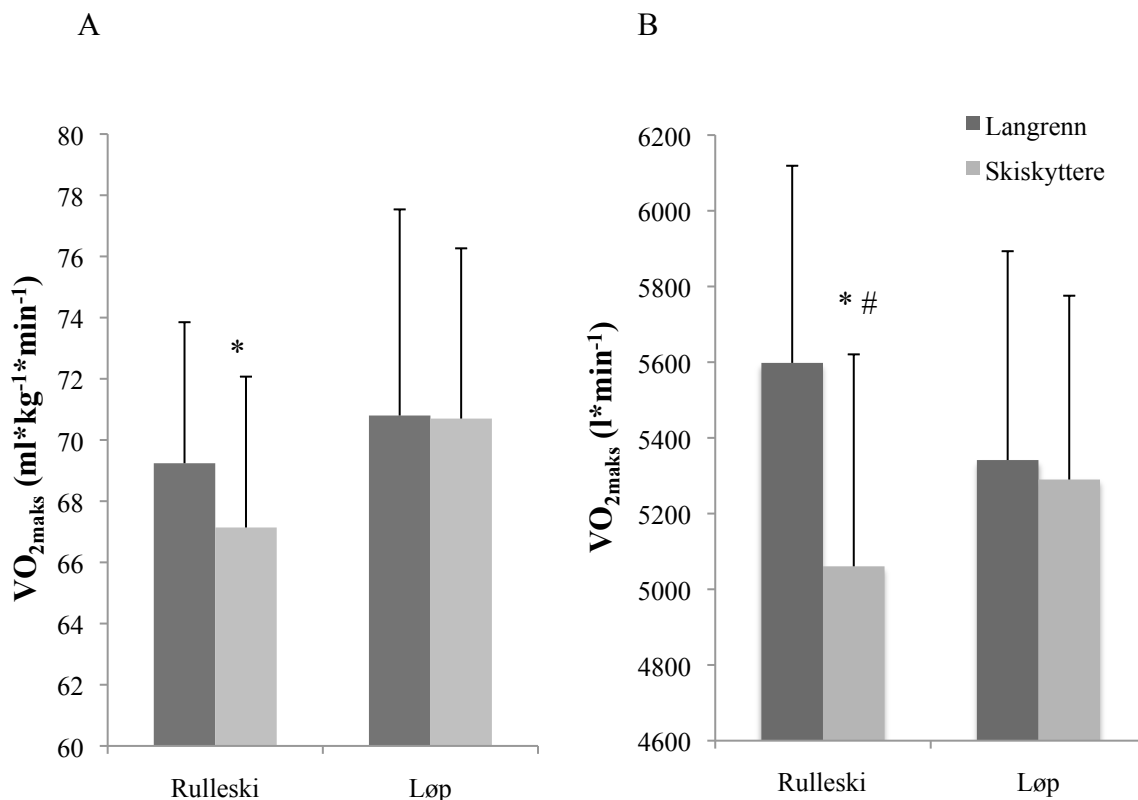 A
VO2maks (ml*kg-1*min-1)
80
78
76
74
72
70
68
66
64
62
60
*
Rulleski
Løp
B
Langrenn
Skiskyttere
VO2maks (l*min-1)
6200
6000
5800
5600
5400
5200
5000
4800
4600
* #
Rulleski
Løp